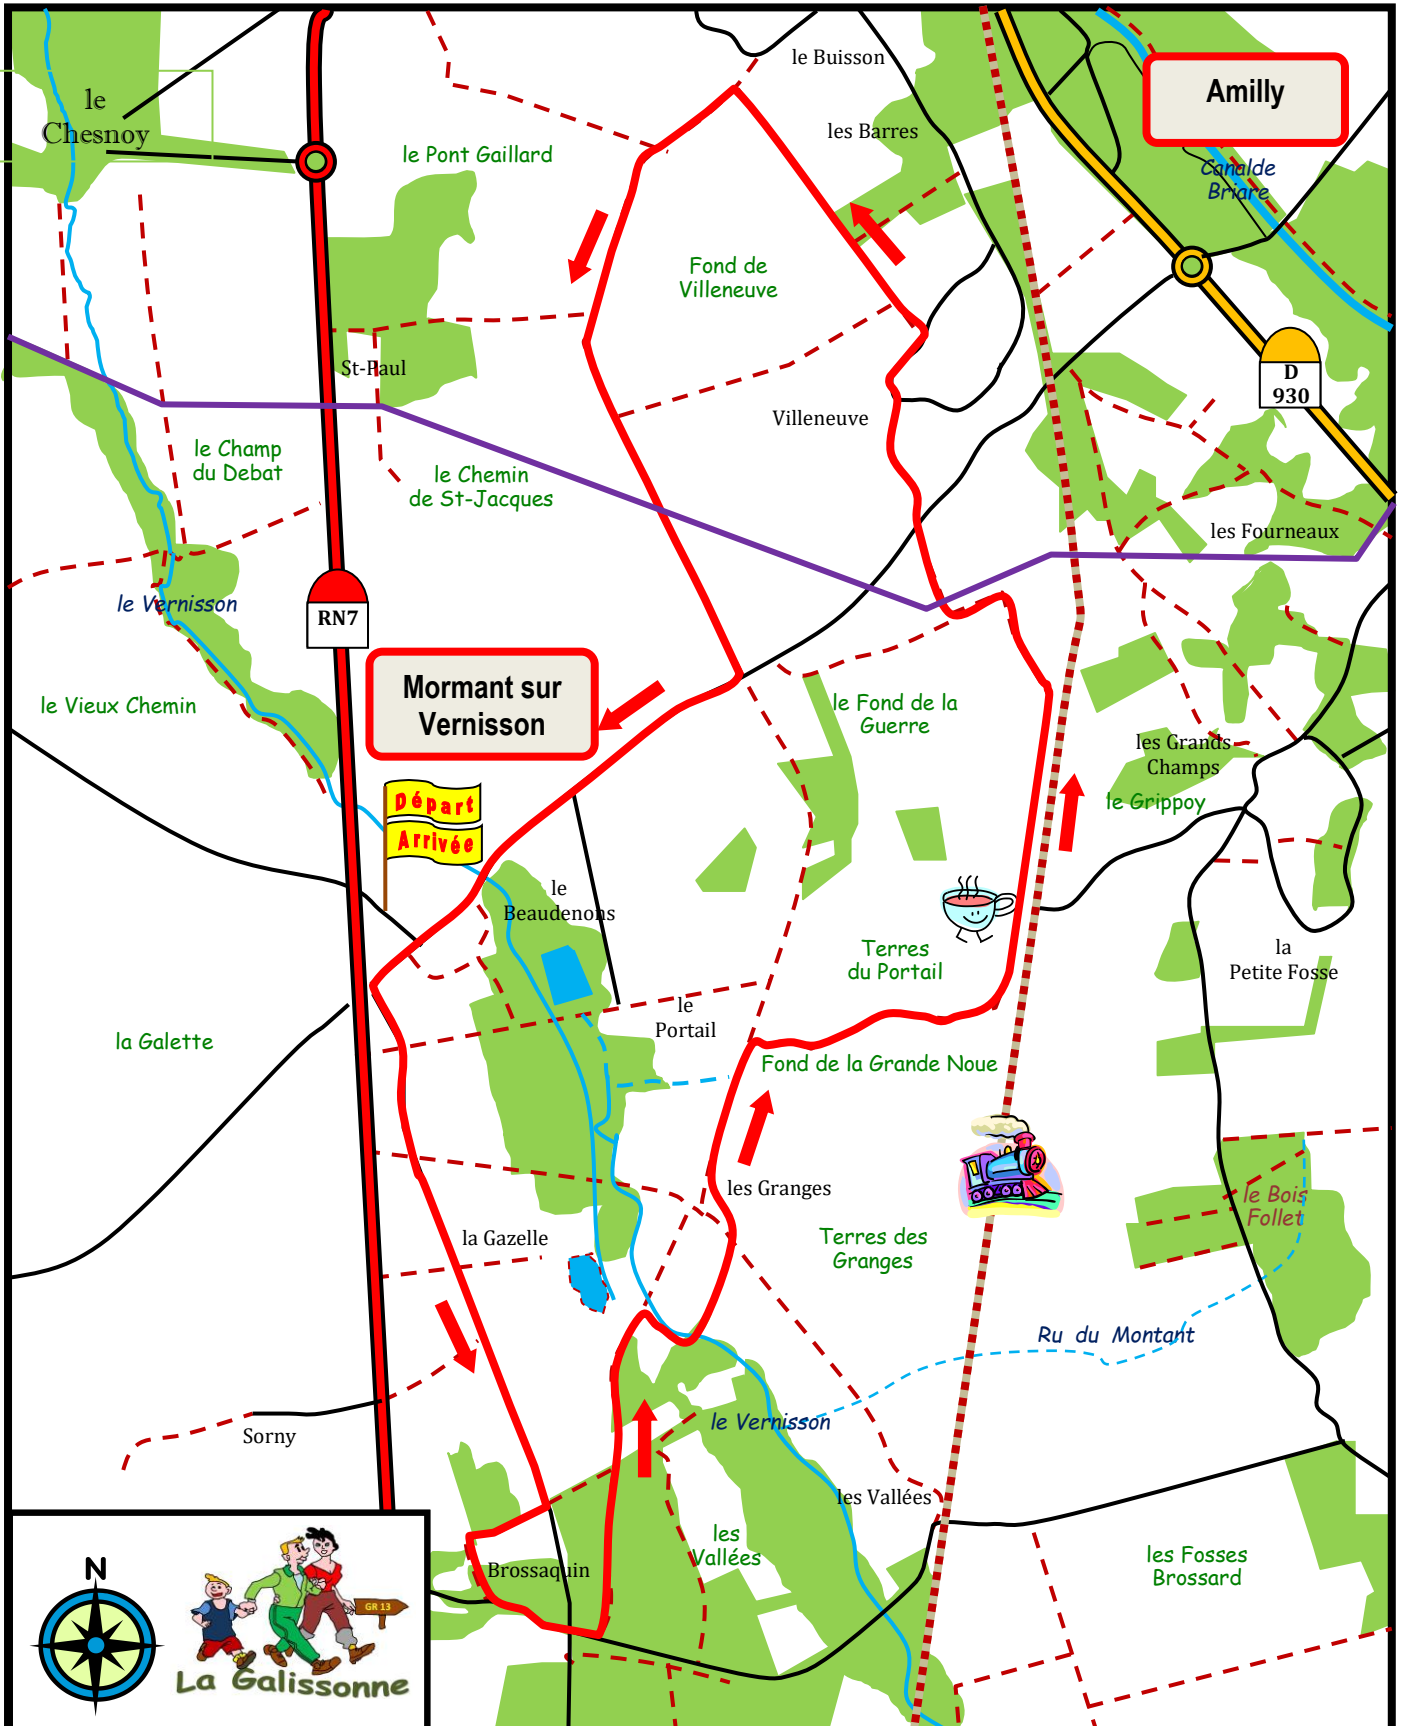 le Buisson
Amilly
le
Chesnoy
les Barres
le Pont Gaillard
Canalde
Briare
Fond de
Villeneuve
St-Paul
D
930
Villeneuve
le Champ
du Debat
le Chemin
de St-Jacques
les Fourneaux
le Vernisson
RN7
Mormant sur
Vernisson
le Vieux Chemin
le Fond de la
Guerre
les Grands
Champs
le Grippoy
Départ
Arrivée
le
Beaudenons
Terres
du Portail
la
Petite Fosse
le
Portail
la Galette
Fond de la Grande Noue
les Granges
le Bois
Follet
la Gazelle
Terres des
Granges
Ru du Montant
le Vernisson
Sorny
les Vallées
les
Vallées
Brossaquin
les Fosses
Brossard
N
GR 13
La Galissonne